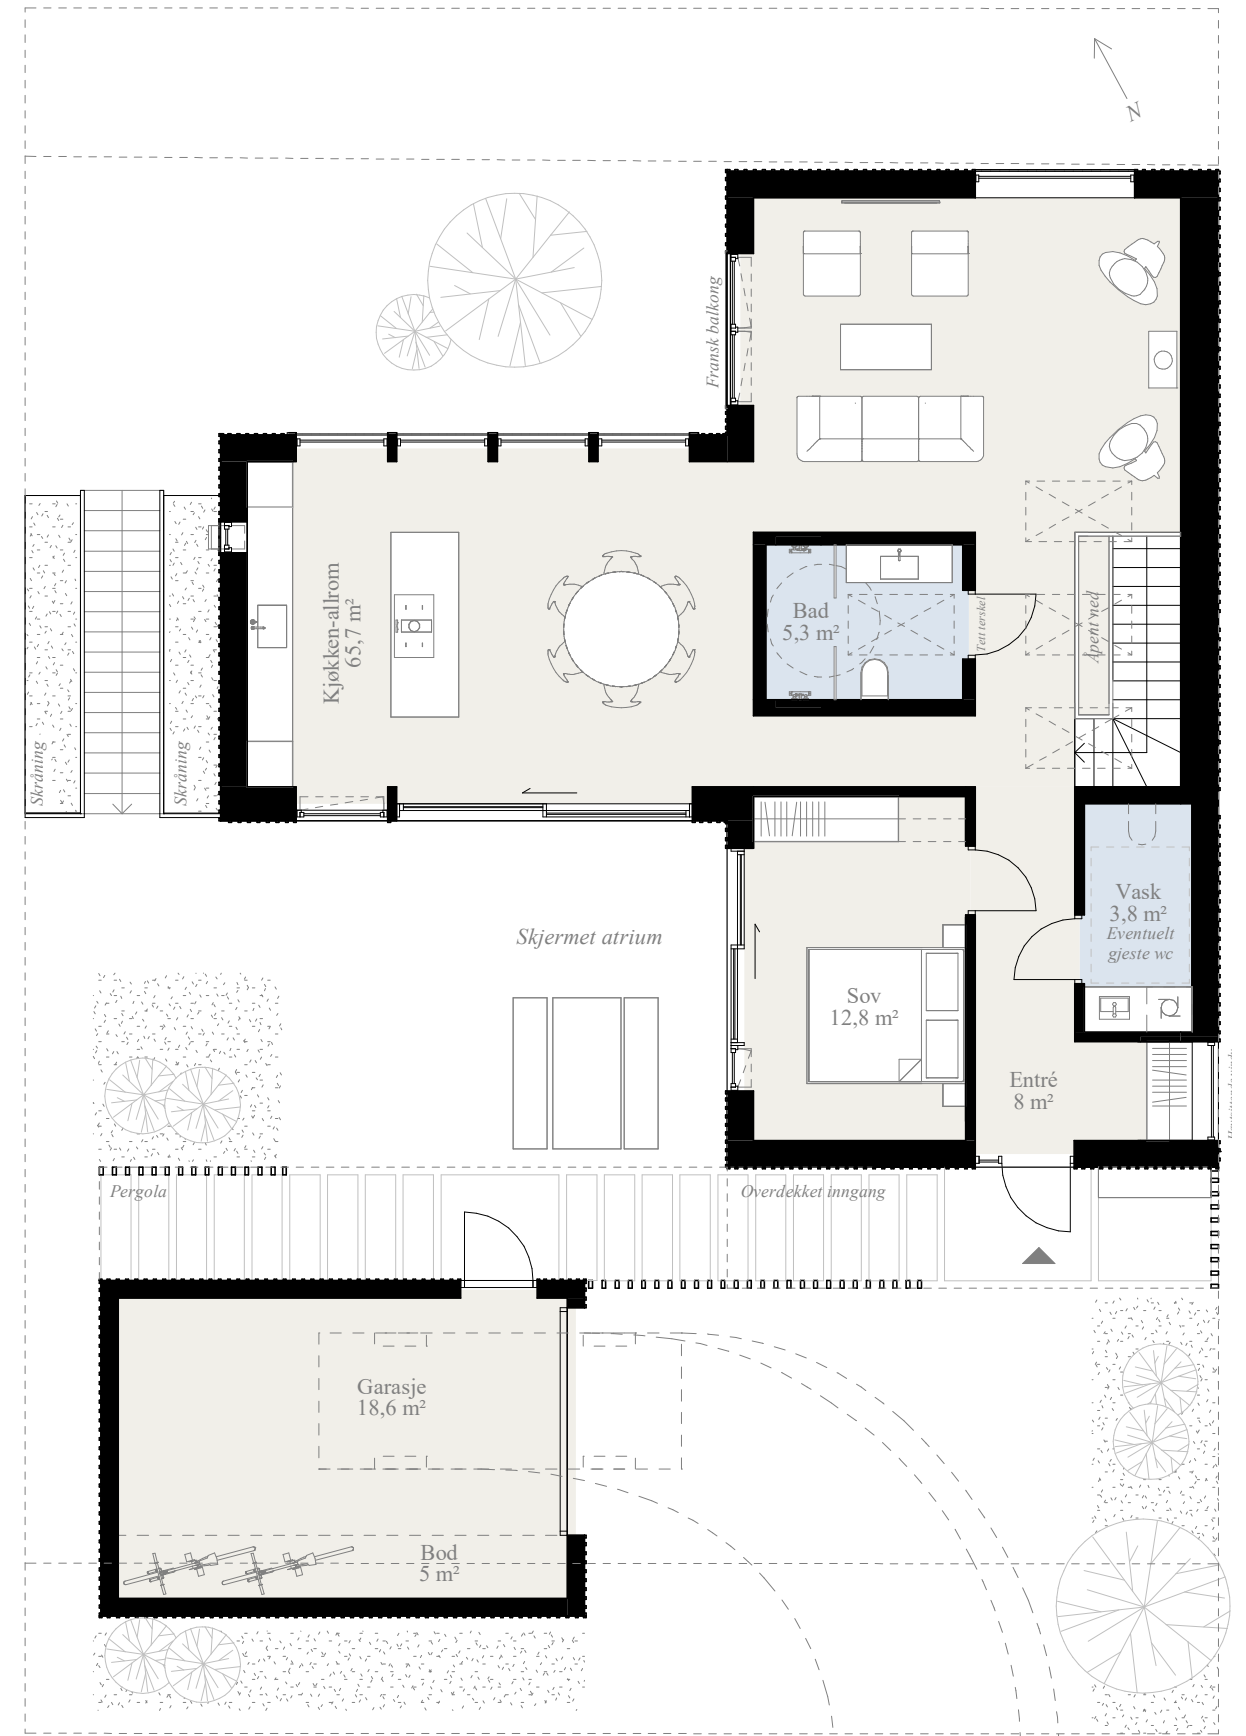 N
Fransk balkong
Kjøkken-allrom
65,7 m²
Bad
5,3 m²
Tett terskel
Åpent ned
Skråning
Skråning
Vask
3,8 m²
Eventuelt
gjeste wc
Skjermet atrium
Sov
12,8 m²
Entré
8 m²
Pergola
Overdekket inngang
Garasje
18,6 m²
Bod
5 m²